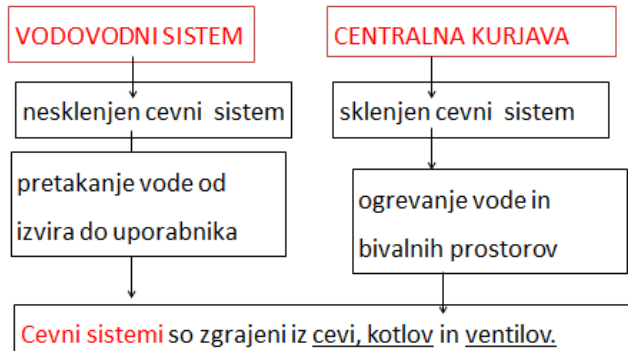 VODOVODNI SISTEM
nesklenjen cevni sistem
pretakanje vode od
izvira do uporabnika
CENTRALNA KURJAVA
sklenjen cevni sistem
ogrevanje vode in
bivalnih prostorov
Cevni sistemi so zgrajeni iz cevi, kotlov in ventilov.